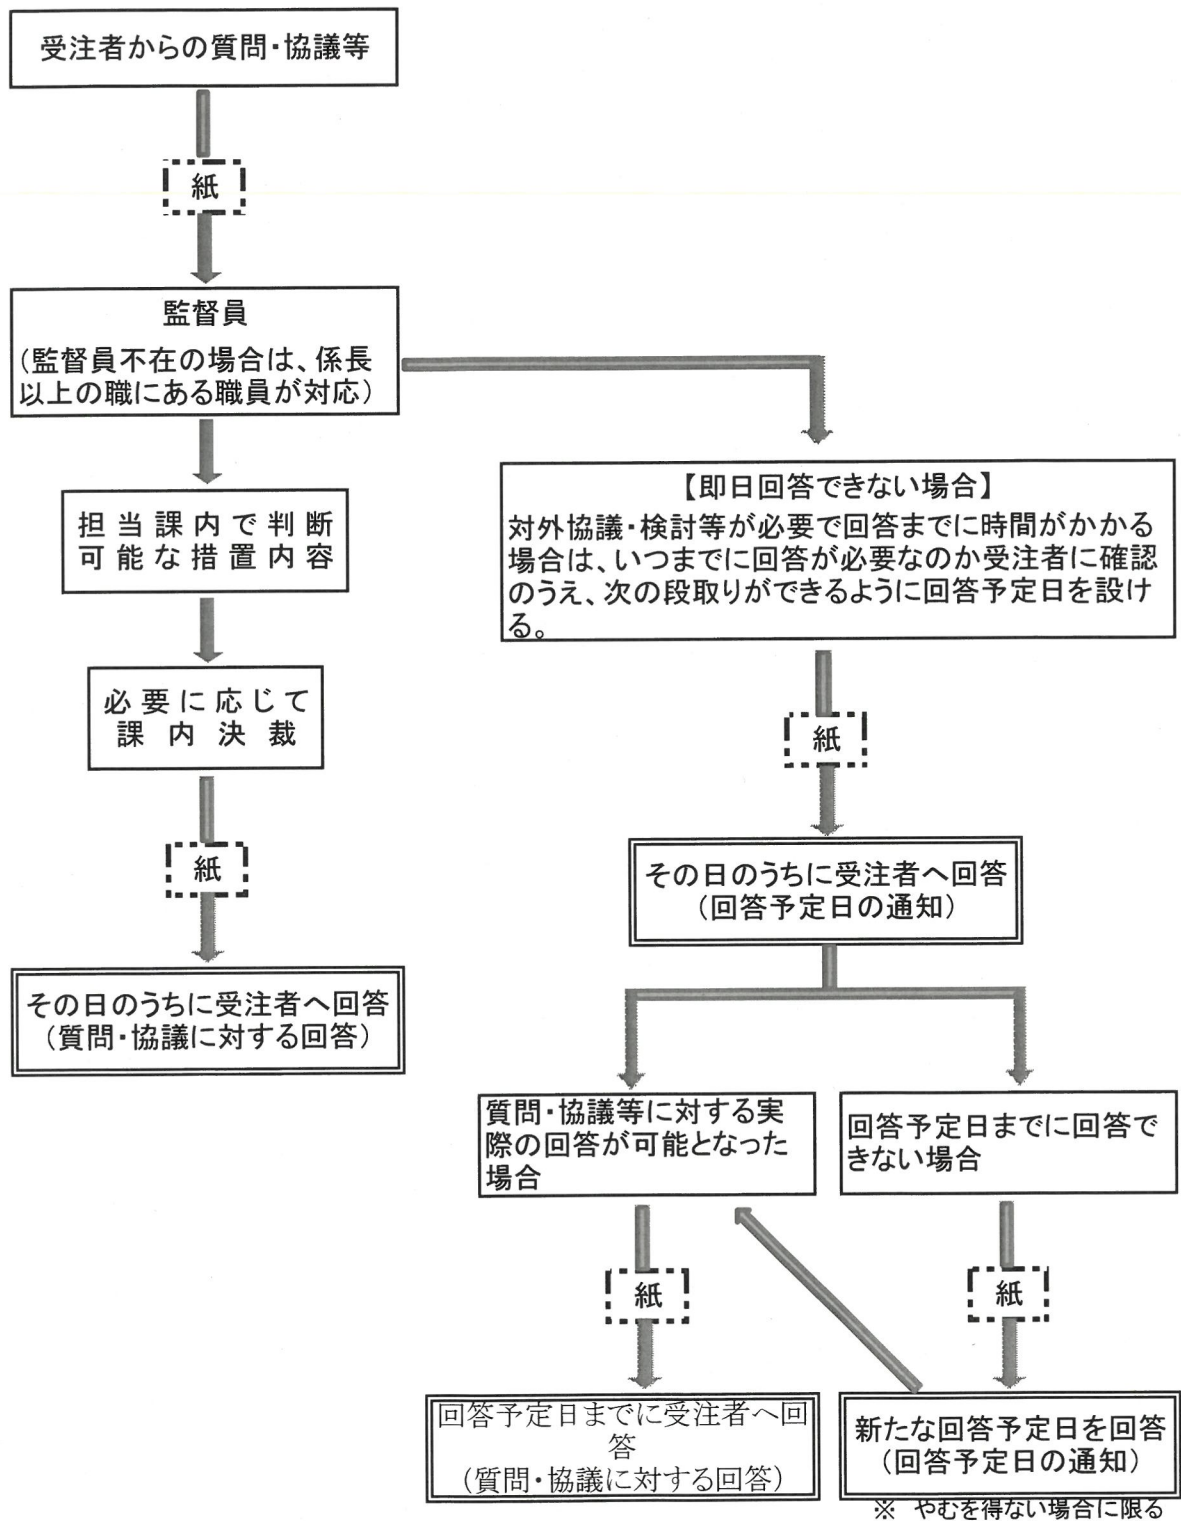 受注者からの質問・協議等
紙
監督員
(監督員不在の場合は、係長
以上の職にある職員が対応)
担当課内で判断
可能な措置内容
必要に応じて
課内決裁
紙
その日のうちに受注者へ回答
(質問・協議に対する回答)
【即日回答できない場合】
対外協議・検討等が必要で回答までに時間がかかる
場合は、いつまでに回答が必要なのか受注者に確認
のうえ、次の段取りができるように回答予定日を設け
る。
紙
その日のうちに受注者へ回答
(回答予定日の通知)
質問・協議等に対する実
際の回答が可能となった
場合
紙
回答予定日までに受注者へ回
答
(質問・協議に対する回答)
回答予定日までに回答で
きない場合
紙
新たな回答予定日を回答
(回答予定日の通知)
※ やむを得ない場合に限る